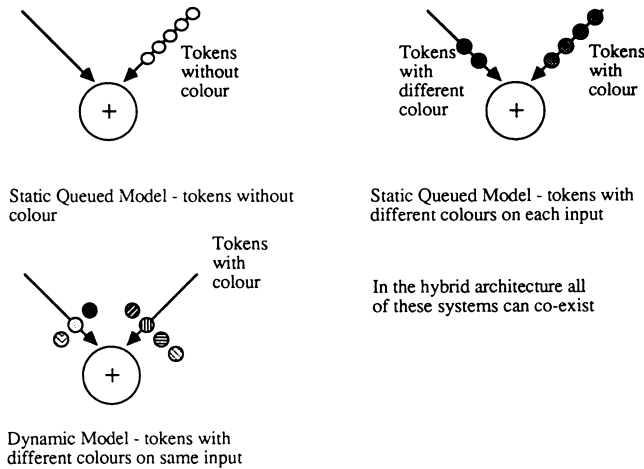 Tokens
without
colour
+
Static Queued Model - tokens without
colour
Tokens
with
different
colour
Tokens
with
colour
+
Static Queued Model - tokens with
different colours on each input
Tokens
with
colour
+
Dynamic Model - tokens with
different colours on same input
In the hybrid architecture all
of these systems can co-exist